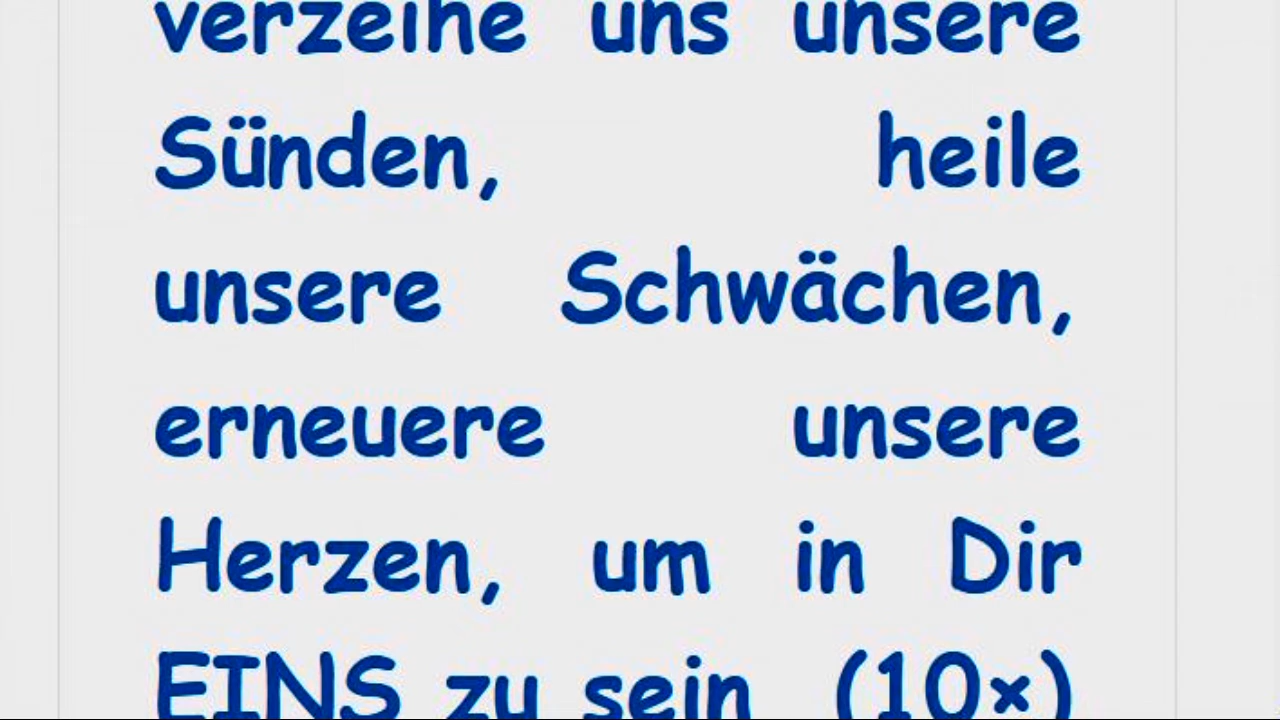 verzeihe uns unsere
Sünden, heile
unsere Schwächen,
erneuere unsere
Herzen, um in Dir
EINS zu sein (10×)